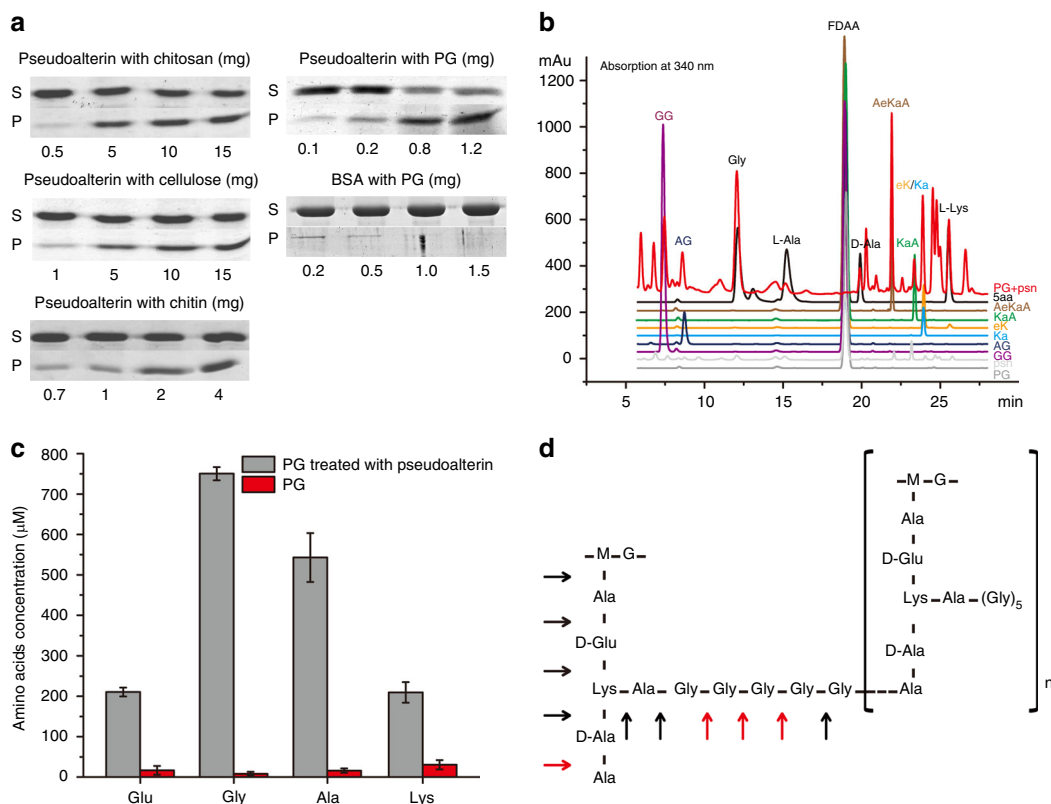 a
Pseudoalterin with chitosan (mg)
S
P
0.5 5 10 15
Pseudoalterin with cellulose (mg)
S
P
1 5 10 15
Pseudoalterin with chitin (mg)
S
P
0.7 1 2 4
Pseudoalterin with PG (mg)
S
P
0.1 0.2 0.8 1.2
BSA with PG (mg)
S
P
0.2 0.5 1.0 1.5
b
mAu
Absorption at 340 nm
1200
1000
800
600
400
200
0
5 10 15 20 25 min
GG
AG
Gly
L-Ala
FDAA
D-Ala
AeKaA
eK/Ka
KaA
L-Lys
PG+psn
5aa
AeKaA
KaA
eK
Ka
AG
GG
psn
PG
c
Amino acids concentration (μM)
800
700
600
500
400
300
200
100
0
Glu Gly Ala Lys
PG treated with pseudoalterin
PG
d
M G
Ala
D-Glu
Lys Ala Gly Gly Gly Gly Gly Ala
D-Ala
Ala
M G
Ala
D-Glu
Lys Ala (Gly)5
D-Ala
n